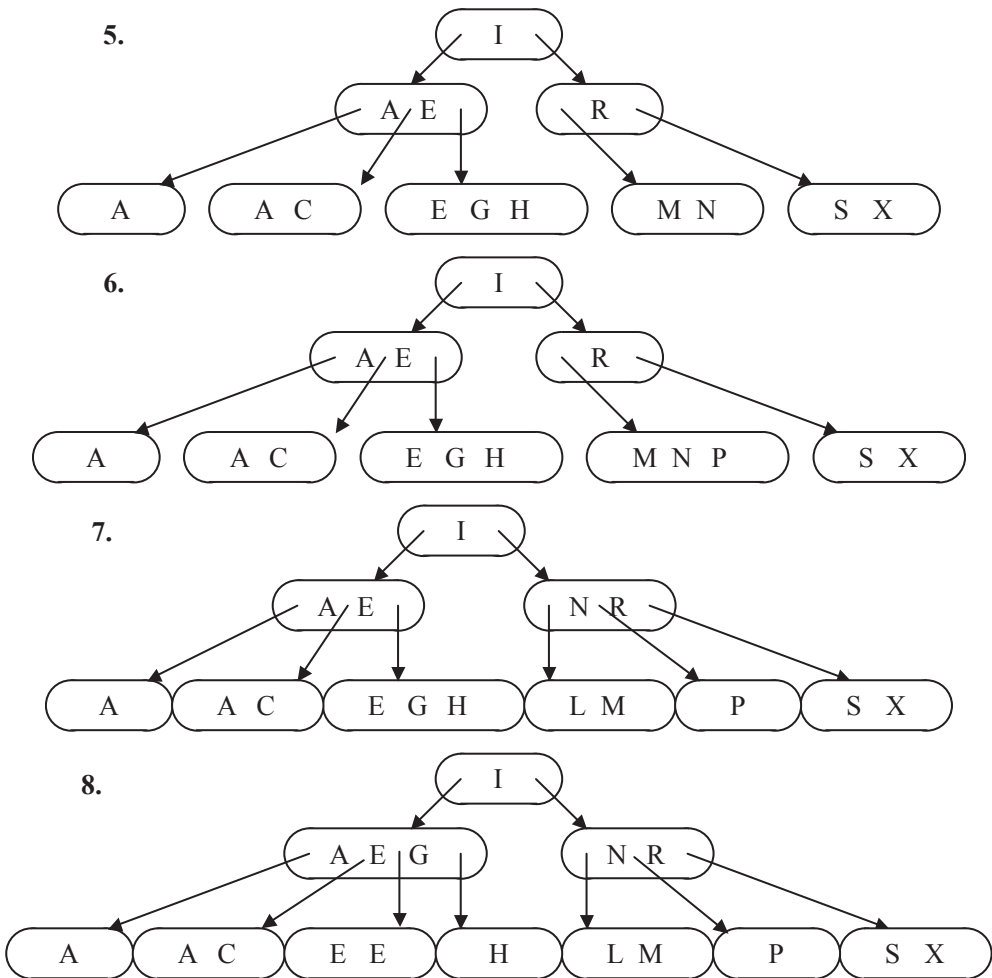 5. I
A E R
A A C E G H M N S X
6. I
A E R
A A C E G H M N P S X
7. I
A E N R
A A C E G H L M P S X
8. I
A E G N R
A A C E E H L M P S X